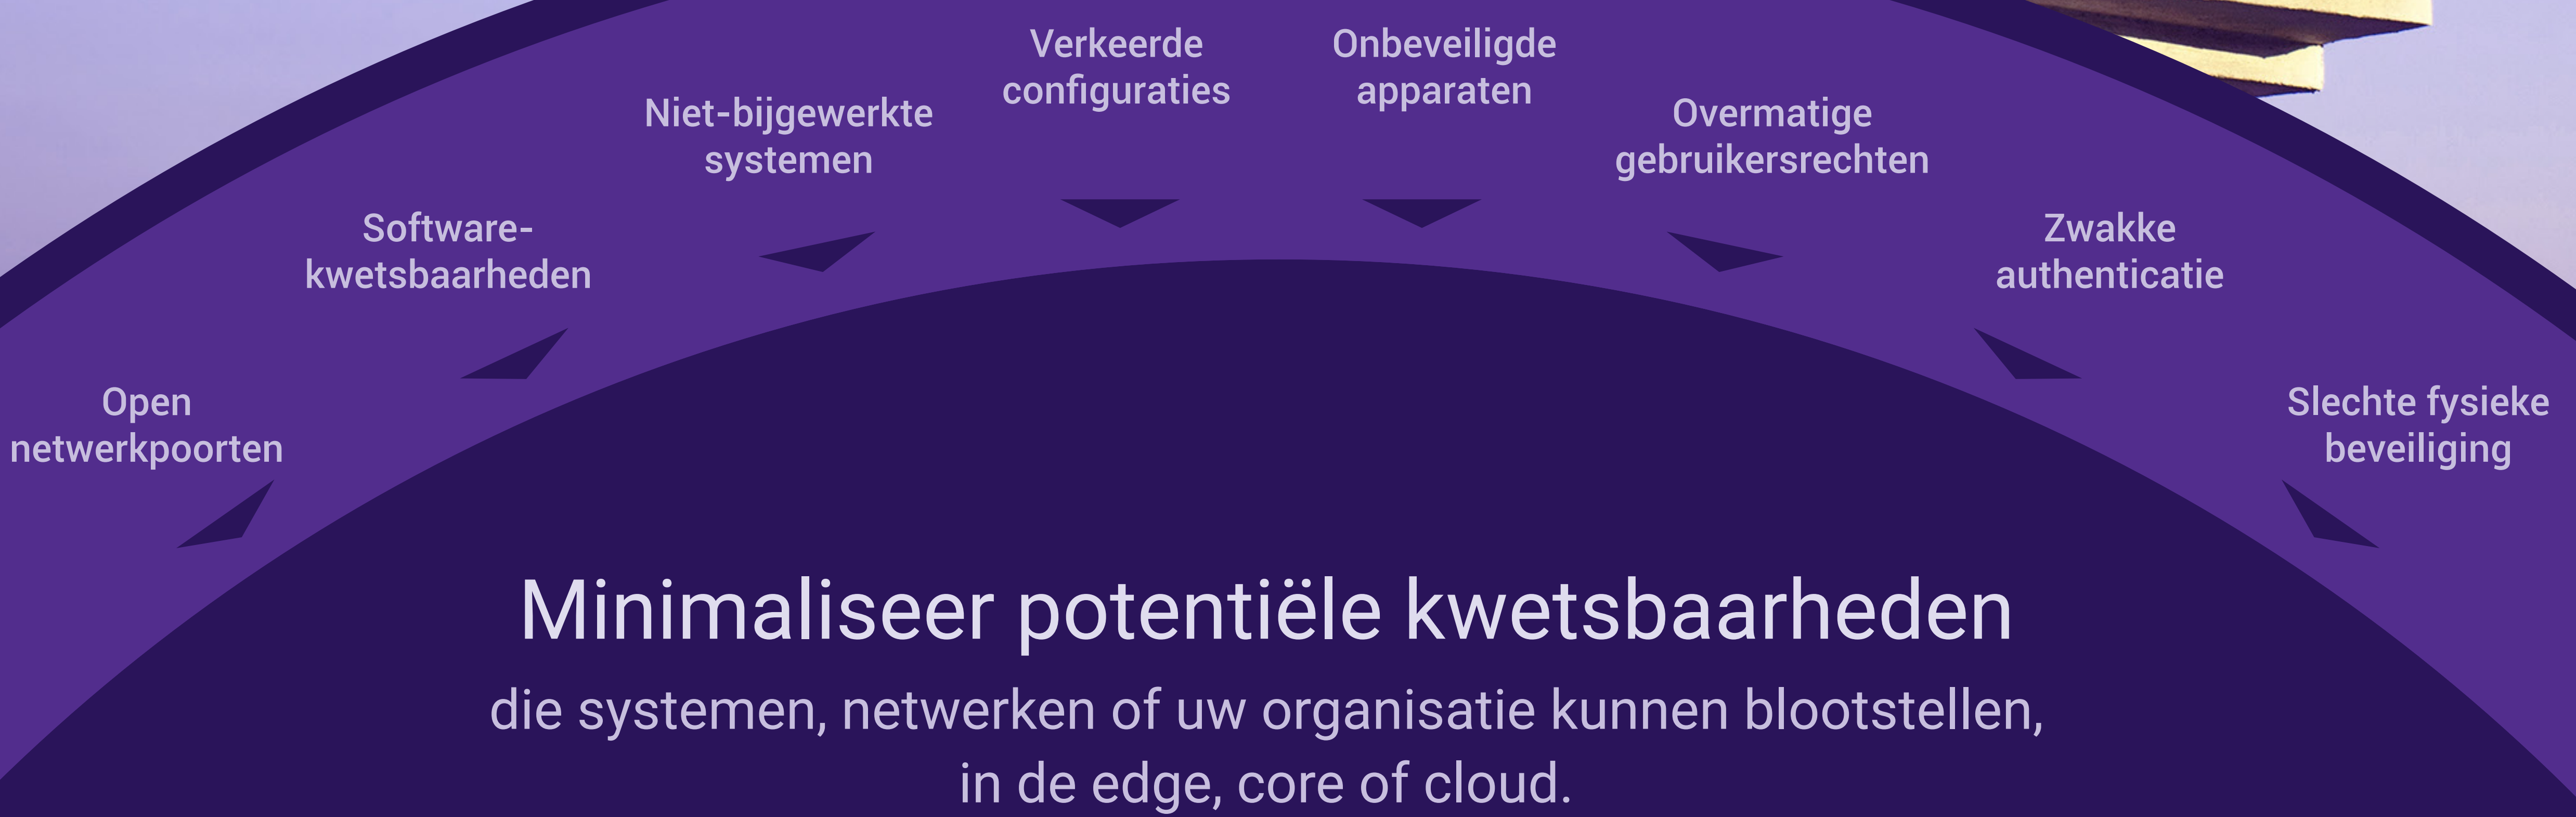 Open
netwerkpoorten
Software-
kwetsbaarheden
Niet-bijgewerkte
systemen
Verkeerde
configuraties
Onbeveiligde
apparaten
Overmatige
gebruikersrechten
Zwakke
authenticatie
Slechte fysieke
beveiliging
Minimaliseer potentiële kwetsbaarheden
die systemen, netwerken of uw organisatie kunnen blootstellen,
in de edge, core of cloud.